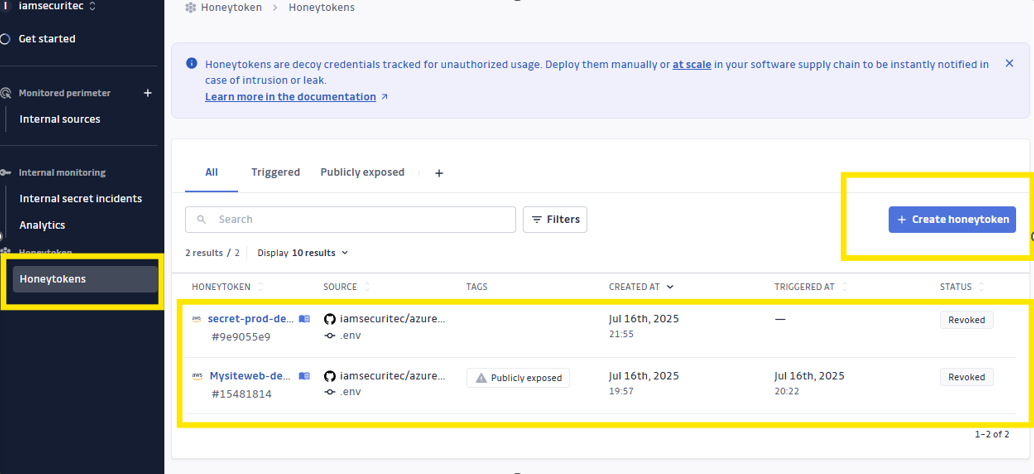 I iamsecuritec
Honeytoken > Honeytokens
Get started
Honeytokens are decoy credentials tracked for unauthorized usage. Deploy them manually or at scale in your software supply chain to be instantly notified in
case of intrusion or leak.
Learn more in the documentation ↗
Monitored perimeter +
Internal sources
Internal monitoring
Internal secret incidents
Analytics
Honeytoken
Honeytokens
All Triggered Publicly exposed +
Search Filters + Create honeytoken
2 results / 2 Display 10 results
HONEYTOKEN SOURCE TAGS CREATED AT TRIGGERED AT STATUS
aws secret-prod-de... iamsecuritec/azure... Jul 16th, 2025 — Revoked
#9e9055e9 .env 21:55
aws Mysiteweb-de... iamsecuritec/azure... Publicly exposed Jul 16th, 2025 Jul 16th, 2025 Revoked
#15481814 .env 19:57 20:22
1–2 of 2